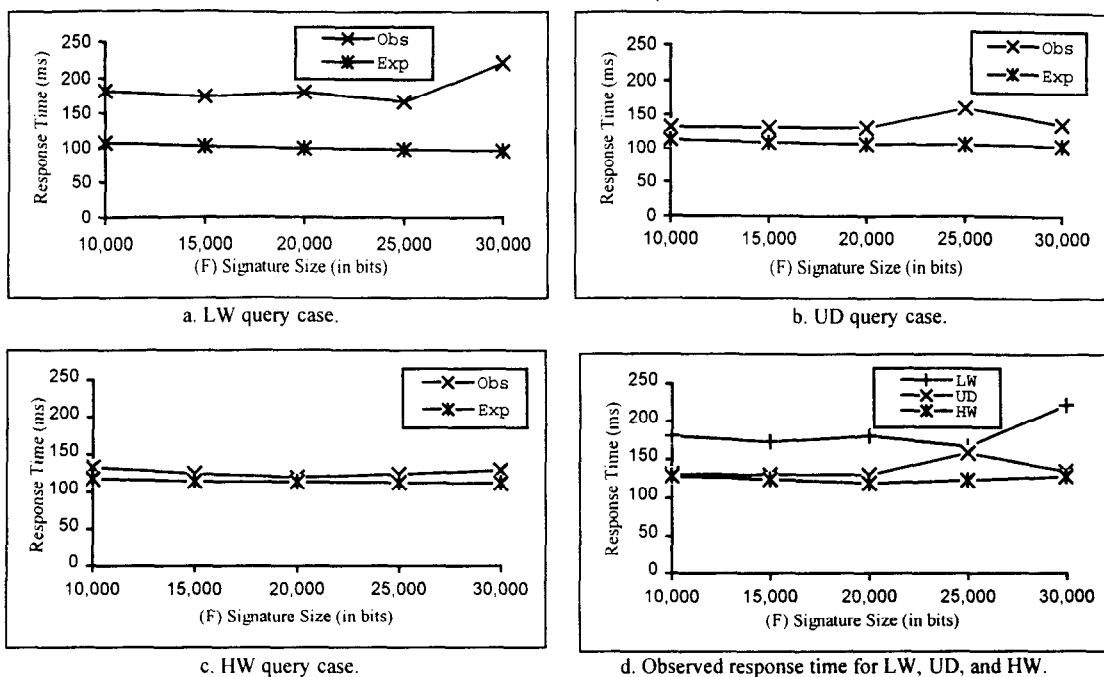 250
200
150
100
50
0
Response Time (ms)
Obs
Exp
10,000 15,000 20,000 25,000 30,000
(F) Signature Size (in bits)
a. LW query case.
250
200
150
100
50
0
Response Time (ms)
Obs
Exp
10,000 15,000 20,000 25,000 30,000
(F) Signature Size (in bits)
b. UD query case.
250
200
150
100
50
0
Response Time (ms)
Obs
Exp
10,000 15,000 20,000 25,000 30,000
(F) Signature Size (in bits)
c. HW query case.
250
200
150
100
50
0
Response Time (ms)
LW
UD
HW
10,000 15,000 20,000 25,000 30,000
(F) Signature Size (in bits)
d. Observed response time for LW, UD, and HW.